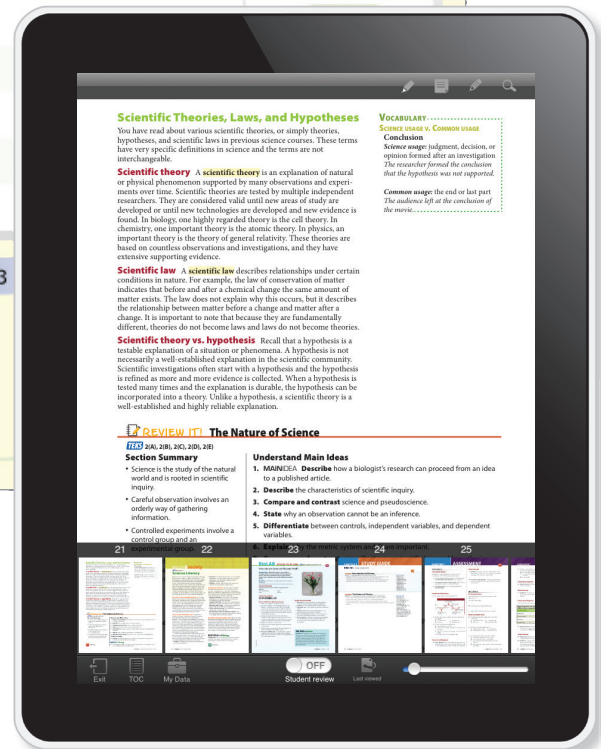 3
Scientific Theories, Laws, and Hypotheses
You have read about various scientific theories, or simply theories,
hypotheses, and scientific laws in previous science courses. These terms
have very specific definitions in science and the terms are not
interchangeable.
Scientific theory A scientific theory is an explanation of natural
or physical phenomenon supported by many observations and experi-
ments over time. Scientific theories are tested by multiple independent
researchers. They are considered valid until new areas of study are
developed or until new technologies are developed and new evidence is
found. In biology, one highly regarded theory is the cell theory. In
chemistry, one important theory is the atomic theory. In physics, an
important theory is the theory of general relativity. These theories are
based on countless observations and investigations, and they have
extensive supporting evidence.
Scientific law A scientific law describes relationships under certain
conditions in nature. For example, the law of conservation of matter
indicates that before and after a chemical change the same amount of
matter exists. The law does not explain why this occurs, but it describes
the relationship between matter before a change and matter after a
change. It is important to note that because they are fundamentally
different, theories do not become laws and laws do not become theories.
Scientific theory vs. hypothesis Recall that a hypothesis is a
testable explanation of a situation or phenomena. A hypothesis is not
necessarily a well-established explanation in the scientific community.
Scientific investigations often start with a hypothesis and the hypothesis
is refined as more and more evidence is collected. When a hypothesis is
tested many times and the explanation is durable, the hypothesis can be
incorporated into a theory. Unlike a hypothesis, a scientific theory is a
well-established and highly reliable explanation.
VOCABULARY
SCIENCE USAGE V. COMMON USAGE
Conclusion
Science usage: judgment, decision, or
opinion formed after an investigation
The researcher formed the conclusion
that the hypothesis was not supported.
Common usage: the end or last part
The audience left at the conclusion of
the movie.
REVIEW IT! The Nature of Science
TEKS 2(A), 2(B), 2(C), 2(D), 2(E)
Section Summary
• Science is the study of the natural
world and is rooted in scientific
inquiry.
• Careful observation involves an
orderly way of gathering
information.
• Controlled experiments involve a
control group and an
experimental group.
Understand Main Ideas
1. MAINIDEA Describe how a biologist's research can proceed from an idea
to a published article.
2. Describe the characteristics of scientific inquiry.
3. Compare and contrast science and pseudoscience.
4. State why an observation cannot be an inference.
5. Differentiate between controls, independent variables, and dependent
variables.
6. Explain why the metric system and are important.
21 22 23 24 25
BioLAB
STUDY GUIDE
ASSESSMENT
Exit
TOC
My Data
OFF
Student review
Last viewed